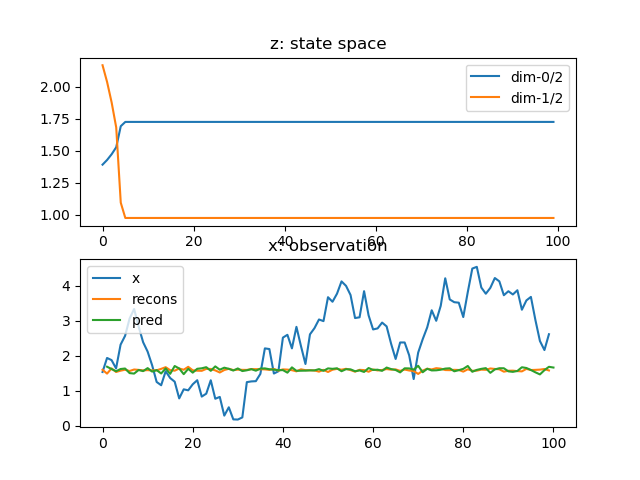 z: state space
2.00
1.75
1.50
1.25
1.00
dim-0/2
dim-1/2
0 20 40 60 80 100
x: observation
4
3
2
1
0
x
recons
pred
0 20 40 60 80 100